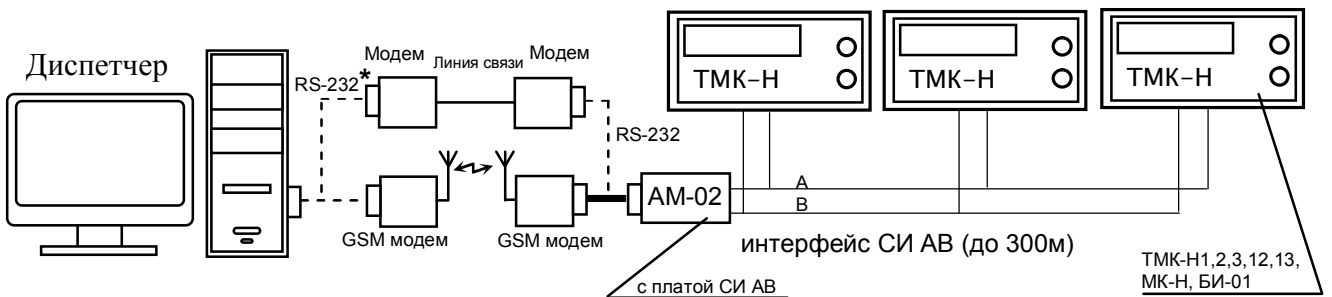 Диспетчер
RS-232*
Модем
Линия связи
Модем
RS-232
GSM модем
GSM модем
AM-02
с платой СИ АВ
ТМК–Н
ТМК–Н
ТМК–Н
А
В
интерфейс СИ АВ (до 300м)
ТМК-Н1,2,3,12,13,
МК-Н, БИ-01